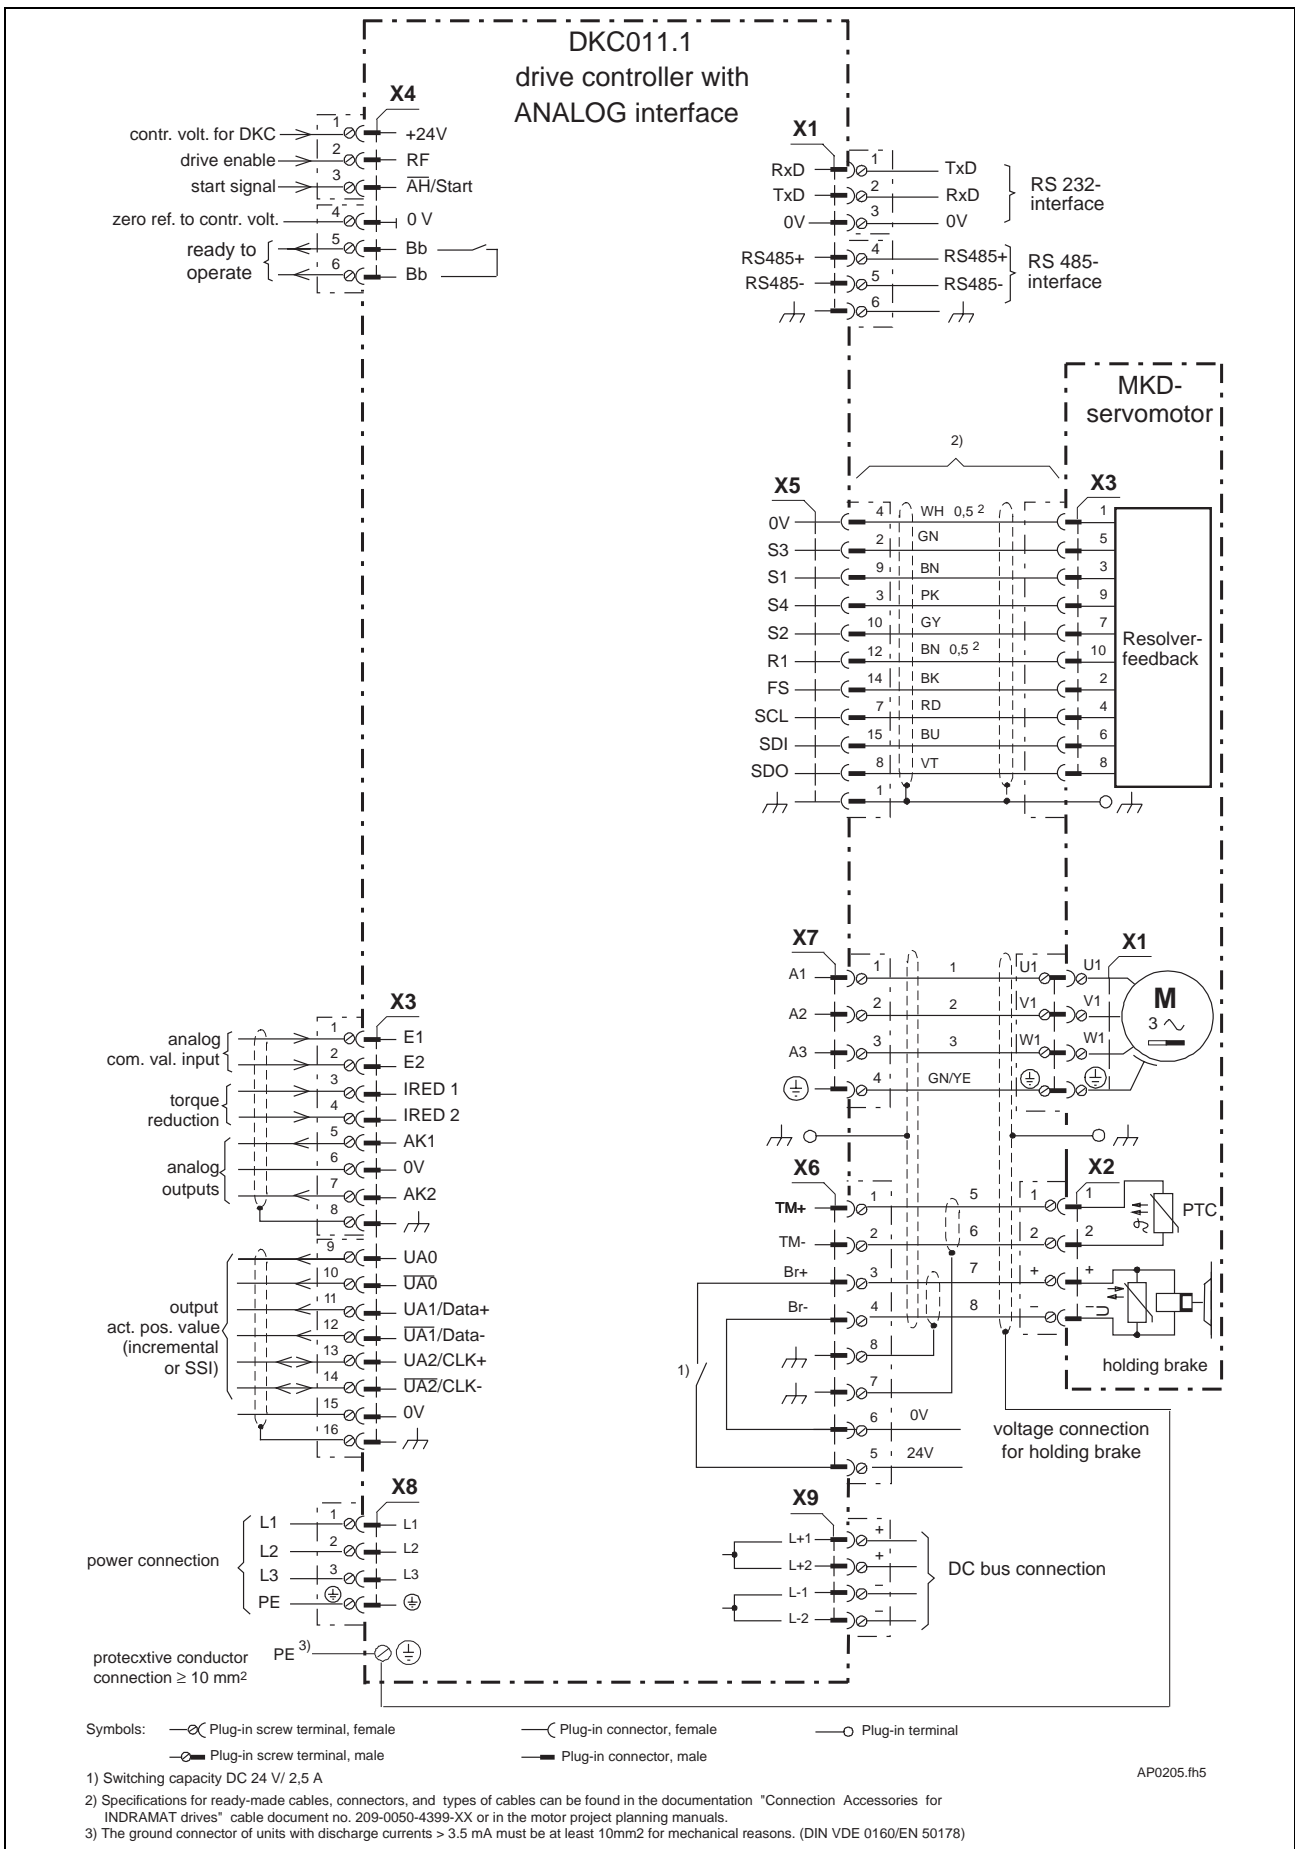 DKC011.1
drive controller with
ANALOG interface
X4
contr. volt. for DKC 1 +24V
drive enable 2 RF
start signal 3 AH/Start
zero ref. to contr. volt. 4 0 V
ready to operate
5 Bb
6 Bb
X1
RxD 1 TxD
TxD 2 RxD
0V 3 0V
RS 232-
interface
RS485+ 4 RS485+
RS485- 5 RS485-
6
RS 485-
interface
MKD-
servomotor
2)
X5 X3
0V 4 WH 0,5 2 1
S3 2 GN 5
S1 9 BN 3
S4 3 PK 9
S2 10 GY 7
R1 12 BN 0,5 2 10
FS 14 BK 2
SCL 7 RD 4
SDI 15 BU 6
SDO 8 VT 8
1
Resolver-
feedback
X7 X1
A1 1 1 U1 U1
A2 2 2 V1 V1
A3 3 3 W1 W1
4 GN/YE
M
3
X3
analog
com. val. input
1 E1
2 E2
torque
reduction
3 IRED 1
4 IRED 2
analog
outputs
5 AK1
6 0V
7 AK2
8
output
act. pos. value
(incremental
or SSI)
9 UA0
10 UA0
11 UA1/Data+
12 UA1/Data-
13 UA2/CLK+
14 UA2/CLK-
15 0V
16
X6 X2
TM+ 1 5 1 1
TM- 2 6 2 2
PTC
Br+ 3 7 + +
Br- 4 8 – –
8
7
6 0V
5 24V
1)
holding brake
voltage connection
for holding brake
X8
power connection
L1 1 L1
L2 2 L2
L3 3 L3
PE
X9
L+1 +
L+2 +
L-1 –
L-2 –
DC bus connection
protecxtive conductor
connection ≥ 10 mm2
PE 3)
Symbols: Plug-in screw terminal, female Plug-in connector, female Plug-in terminal
Plug-in screw terminal, male Plug-in connector, male
AP0205.fh5
1) Switching capacity DC 24 V/ 2,5 A
2) Specifications for ready-made cables, connectors, and types of cables can be found in the documentation "Connection Accessories for
INDRAMAT drives" cable document no. 209-0050-4399-XX or in the motor project planning manuals.
3) The ground connector of units with discharge currents > 3.5 mA must be at least 10mm2 for mechanical reasons. (DIN VDE 0160/EN 50178)